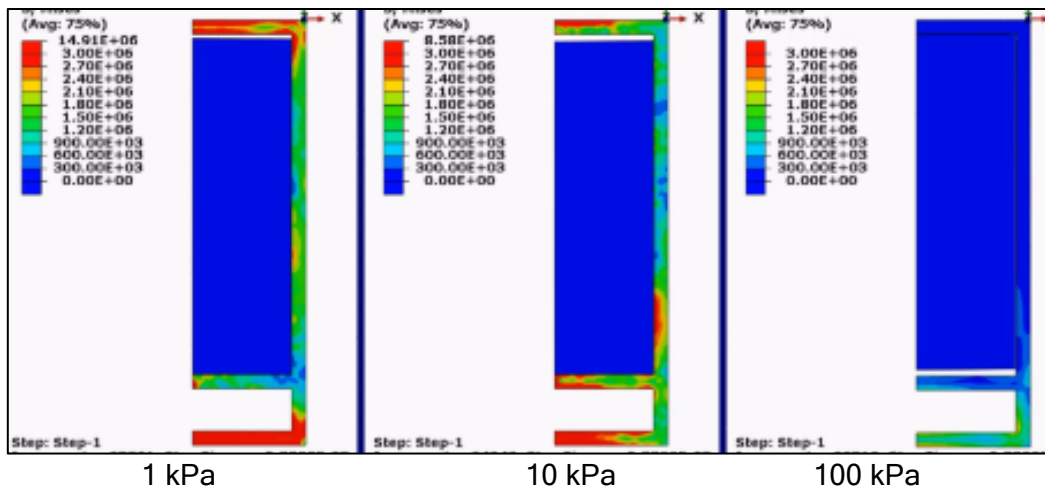 (Avg: 75%)
14.91E+06
3.00E+06
2.70E+06
2.40E+06
2.10E+06
1.80E+06
1.50E+06
1.20E+06
900.00E+03
600.00E+03
300.00E+03
0.00E+00
X
Step: Step-1
1 kPa
(Avg: 75%)
8.58E+06
3.00E+06
2.70E+06
2.40E+06
2.10E+06
1.80E+06
1.50E+06
1.20E+06
900.00E+03
600.00E+03
300.00E+03
0.00E+00
X
Step: Step-1
10 kPa
(Avg: 75%)
3.00E+06
2.70E+06
2.40E+06
2.10E+06
1.80E+06
1.50E+06
1.20E+06
900.00E+03
600.00E+03
300.00E+03
0.00E+00
X
Step: Step-1
100 kPa